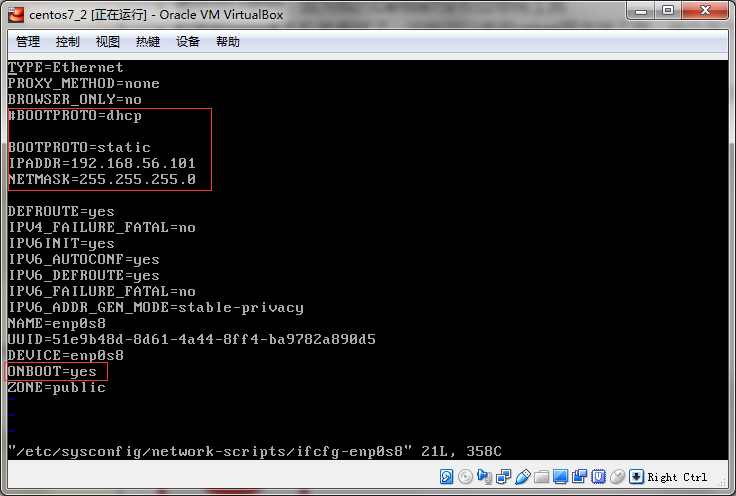 centos7_2 [正在运行] - Oracle VM VirtualBox
管理 控制 视图 热键 设备 帮助
TYPE=Ethernet
PROXY_METHOD=none
BROWSER_ONLY=no
#BOOTPROTO=dhcp
BOOTPROTO=static
IPADDR=192.168.56.101
NETMASK=255.255.255.0
DEFROUTE=yes
IPV4_FAILURE_FATAL=no
IPV6INIT=yes
IPV6_AUTOCONF=yes
IPV6_DEFROUTE=yes
IPV6_FAILURE_FATAL=no
IPV6_ADDR_GEN_MODE=stable-privacy
NAME=enp0s8
UUID=51e9b48d-8d61-4a44-8ff4-ba9782a890d5
DEVICE=enp0s8
ONBOOT=yes
ZONE=public
~
~
~
"/etc/sysconfig/network-scripts/ifcfg-enp0s8" 21L, 358C
Right Ctrl